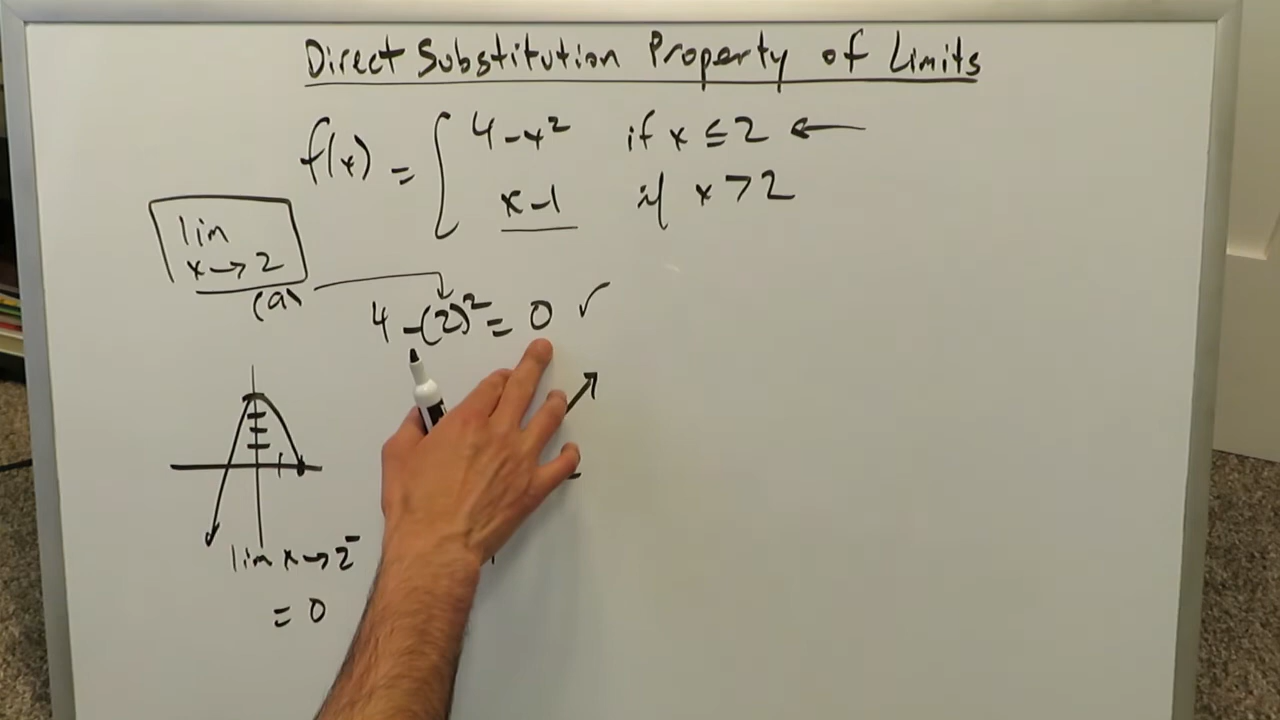 Direct Substitution Property of Limits
f(x) = { 4-x² if x ≤ 2 ←
x-1 if x > 2
lim
x→2
(a)
4-(2)² = 0 ✓
lim x→2⁻
= 0